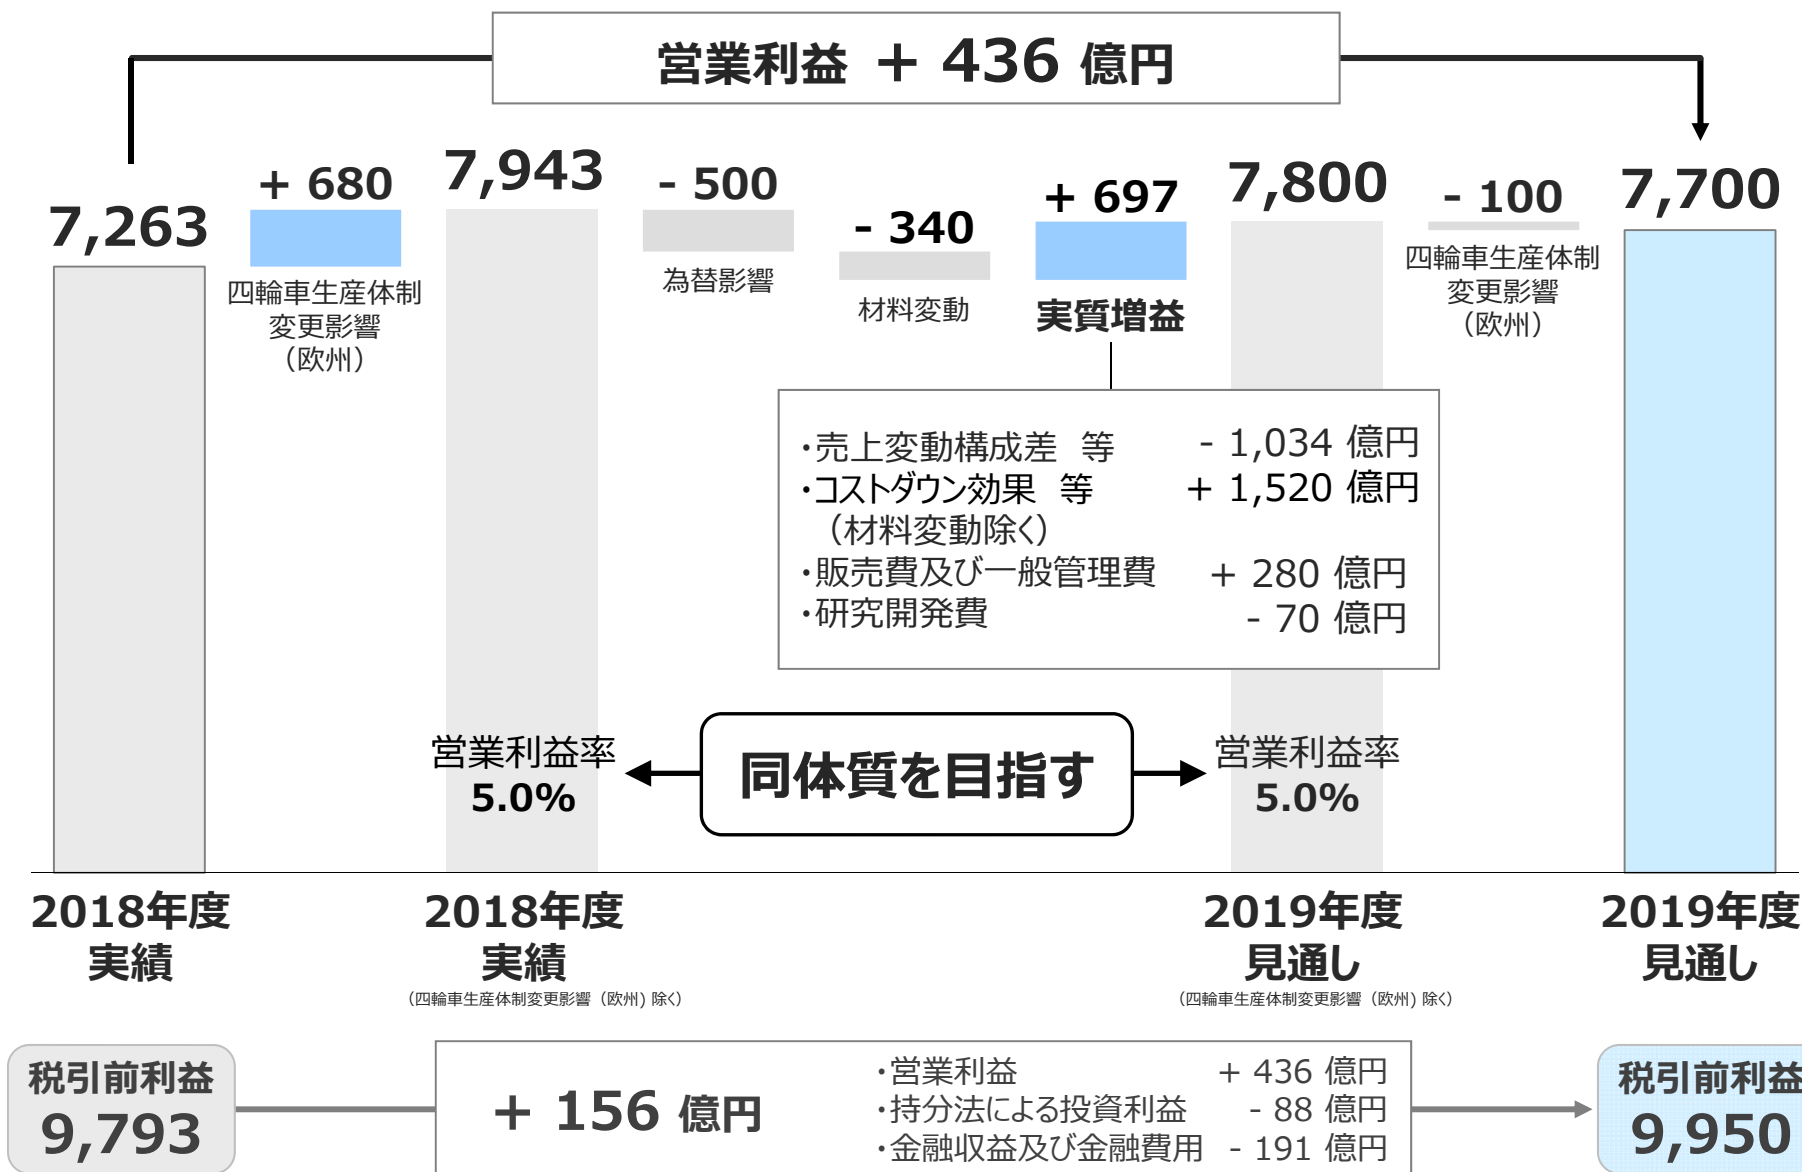 営業利益 + 436 億円
7,263
+ 680
四輪車生産体制
変更影響
（欧州）
7,943
- 500
為替影響
- 340
材料変動
+ 697
実質増益
7,800
- 100
四輪車生産体制
変更影響
（欧州）
7,700
・売上変動構成差 等 - 1,034 億円
・コストダウン効果 等 + 1,520 億円
（材料変動除く）
・販売費及び一般管理費 + 280 億円
・研究開発費 - 70 億円
営業利益率
5.0%
同体質を目指す
営業利益率
5.0%
2018年度
実績
2018年度
実績
（四輪車生産体制変更影響（欧州）除く）
2019年度
見通し
（四輪車生産体制変更影響（欧州）除く）
2019年度
見通し
税引前利益
9,793
+ 156 億円
・営業利益 + 436 億円
・持分法による投資利益 - 88 億円
・金融収益及び金融費用 - 191 億円
税引前利益
9,950